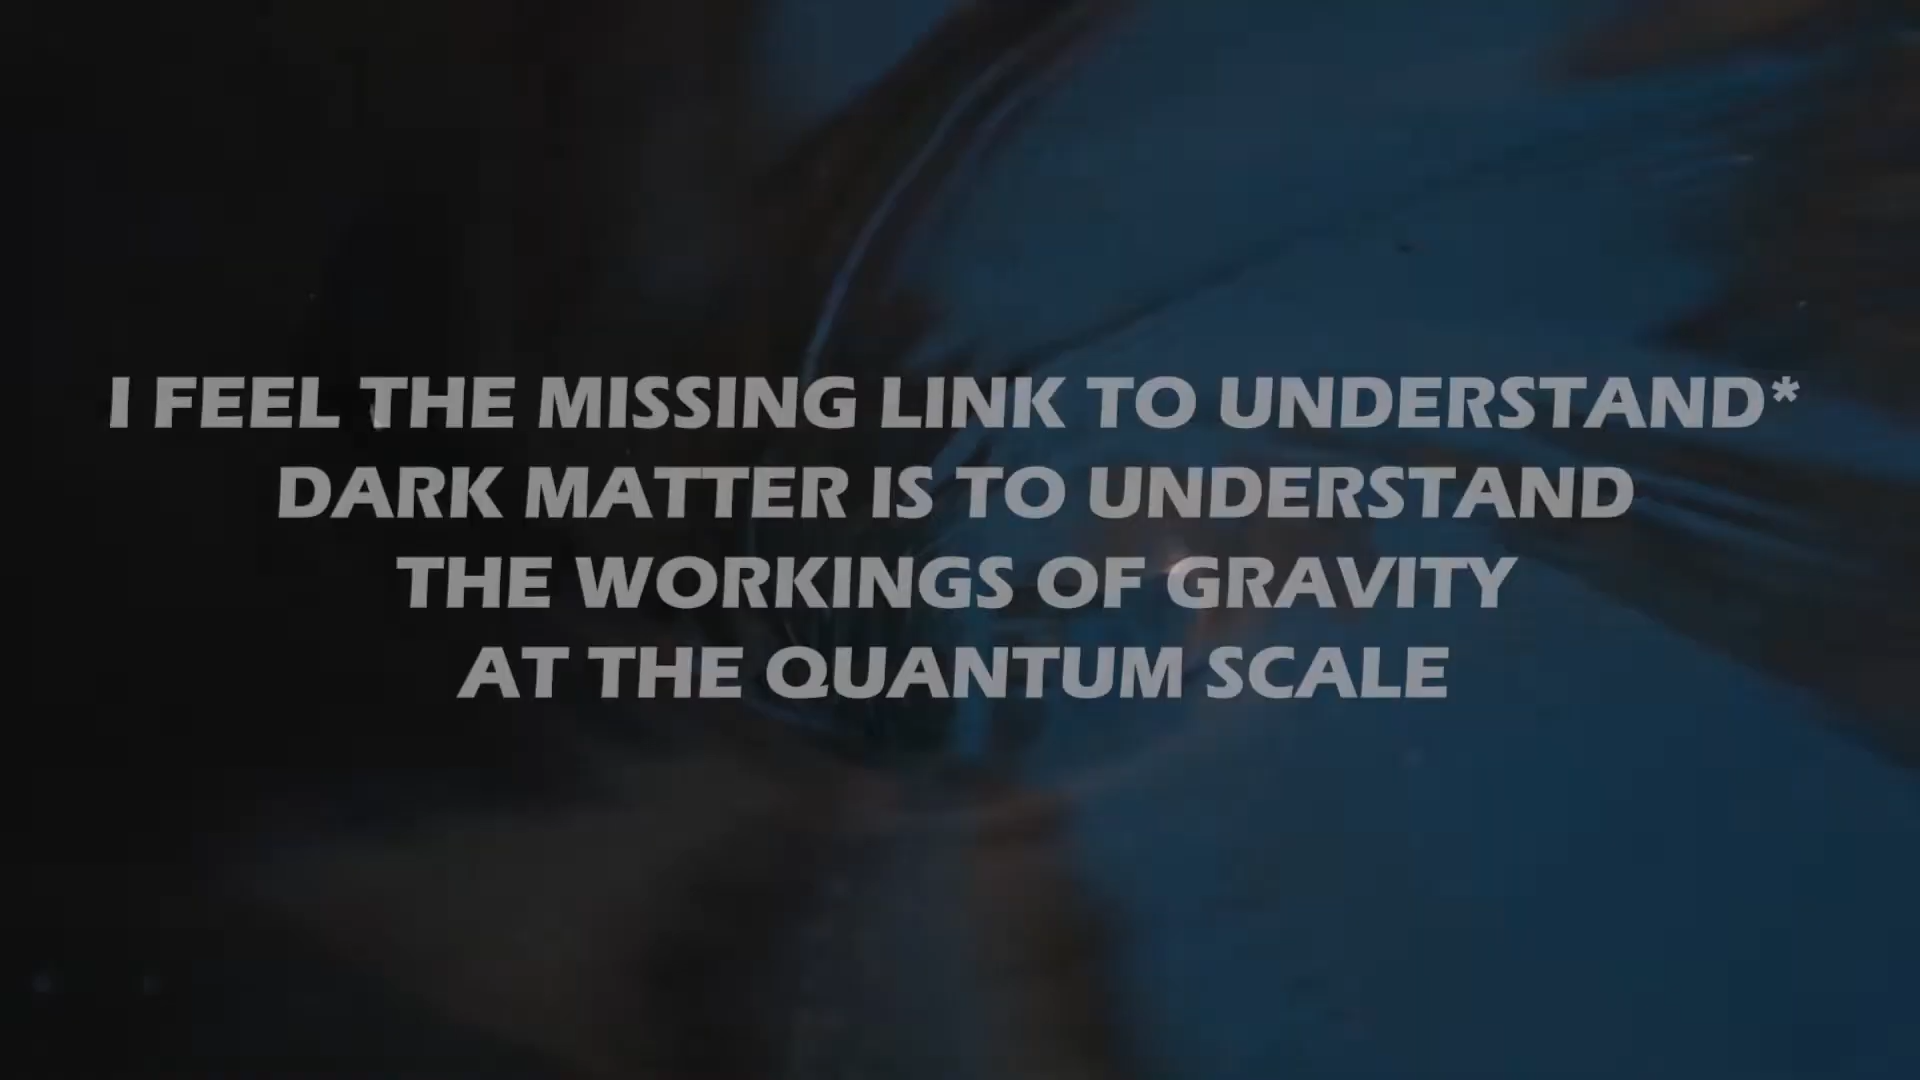 I FEEL THE MISSING LINK TO UNDERSTAND*
DARK MATTER IS TO UNDERSTAND
THE WORKINGS OF GRAVITY
AT THE QUANTUM SCALE